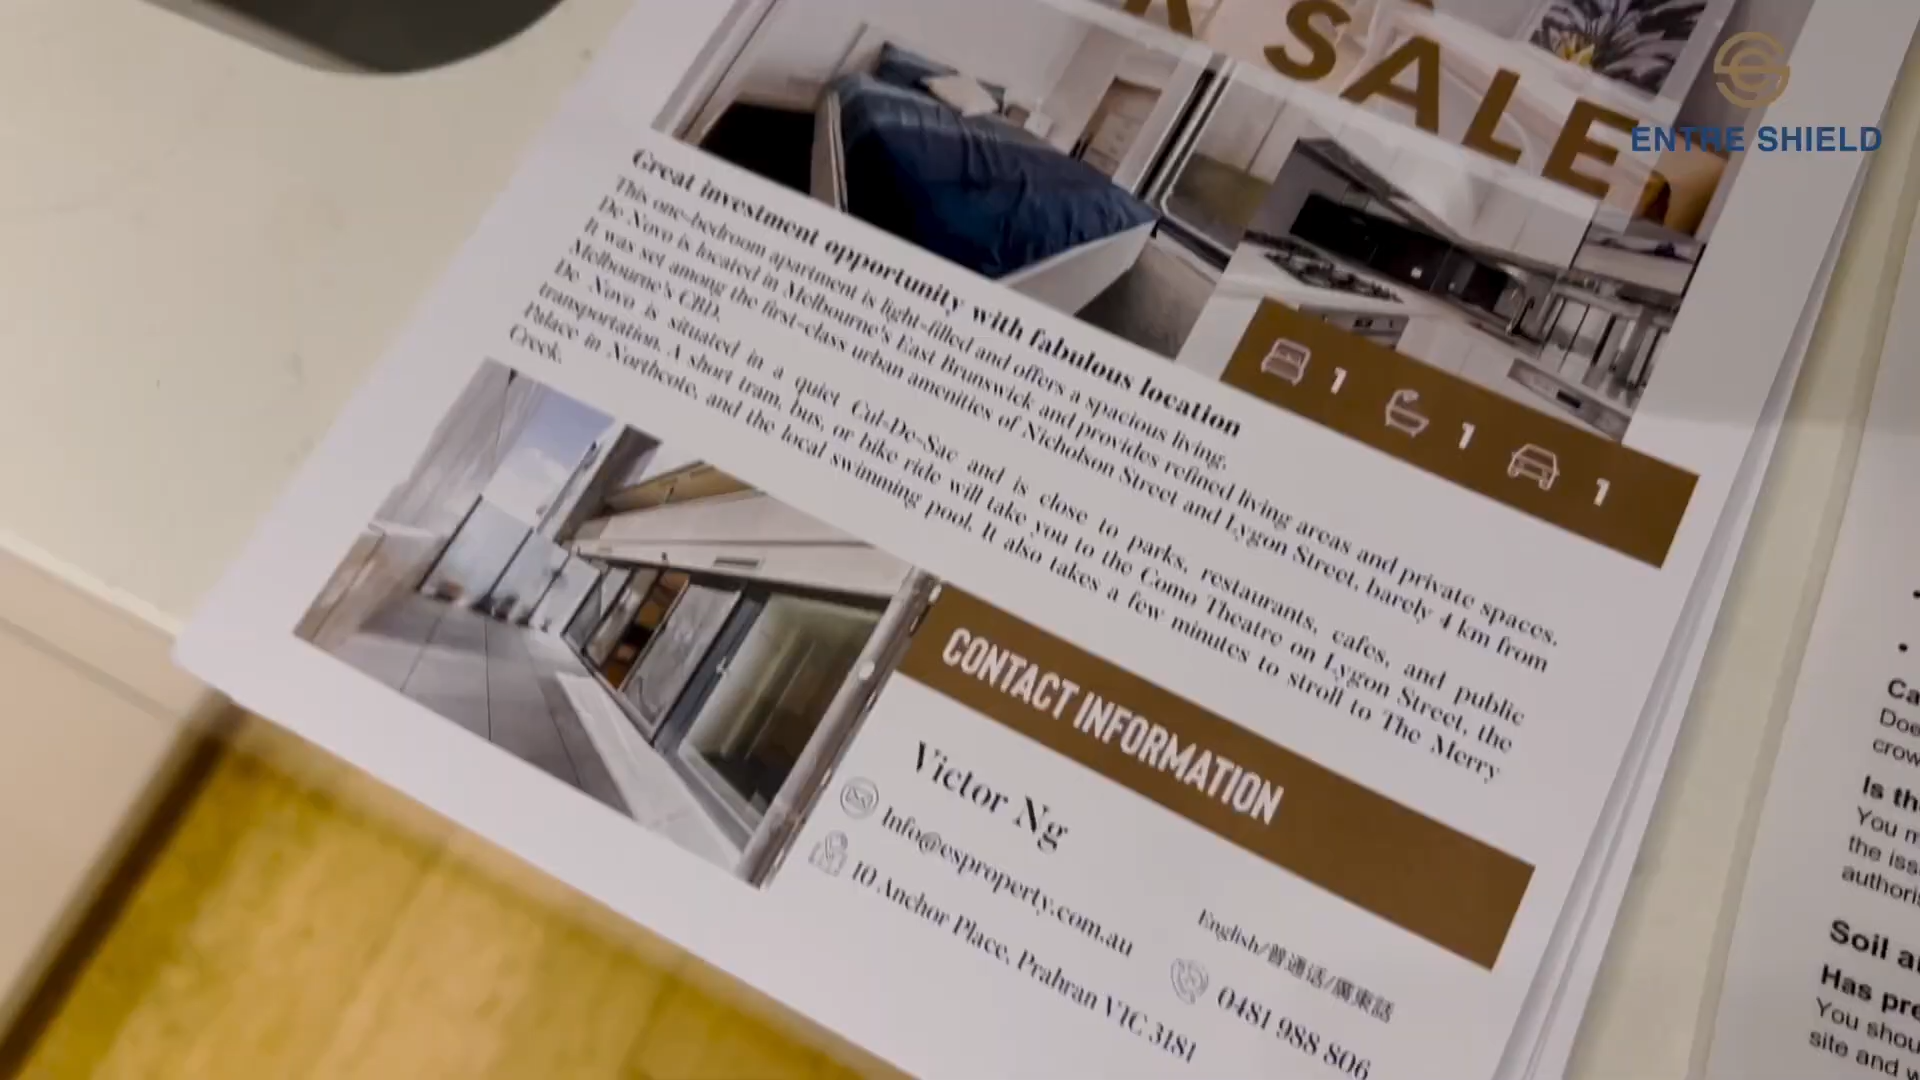 SALE
ENTRE SHIELD
Great investment opportunity with fabulous location
This one-bedroom apartment is light-filled and offers a spacious living.
De Novo is located in Melbourne's East Brunswick and provides refined living areas and private spaces.
It was set among the first-class urban amenities of Nicholson Street and Lygon Street, barely 4 km from
Melbourne's CBD.
De Novo is situated in a quiet Cul-De-Sac and is close to parks, restaurants, cafes, and public
transportation. A short tram, bus, or bike ride will take you to the Como Theatre on Lygon Street, the
Palace in Northcote, and the local swimming pool. It also takes a few minutes to stroll to The Merry
Creek.
1 1 1
CONTACT INFORMATION
Victor Ng
Info@esproperty.com.au
10 Anchor Place, Prahran VIC 3181
English/普通话/廣東話
0481 988 806
Is th
You m
the iss
Soil a
Has pre
You shou
site and w